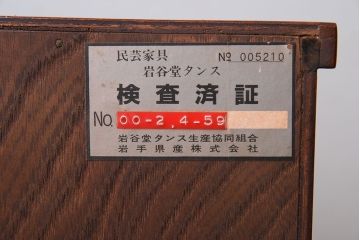 民芸家具 No 005210
岩谷堂タンス
検査済証
No. 00-2,4-59
岩谷堂タンス生産協同組合
岩手県産株式会社